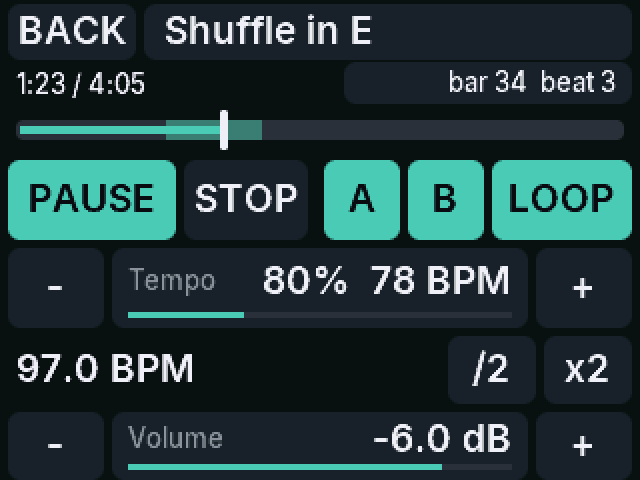 BACK Shuffle in E
1:23 / 4:05 bar 34 beat 3
PAUSE STOP A B LOOP
- Tempo 80% 78 BPM +
97.0 BPM /2 x2
- Volume -6.0 dB +